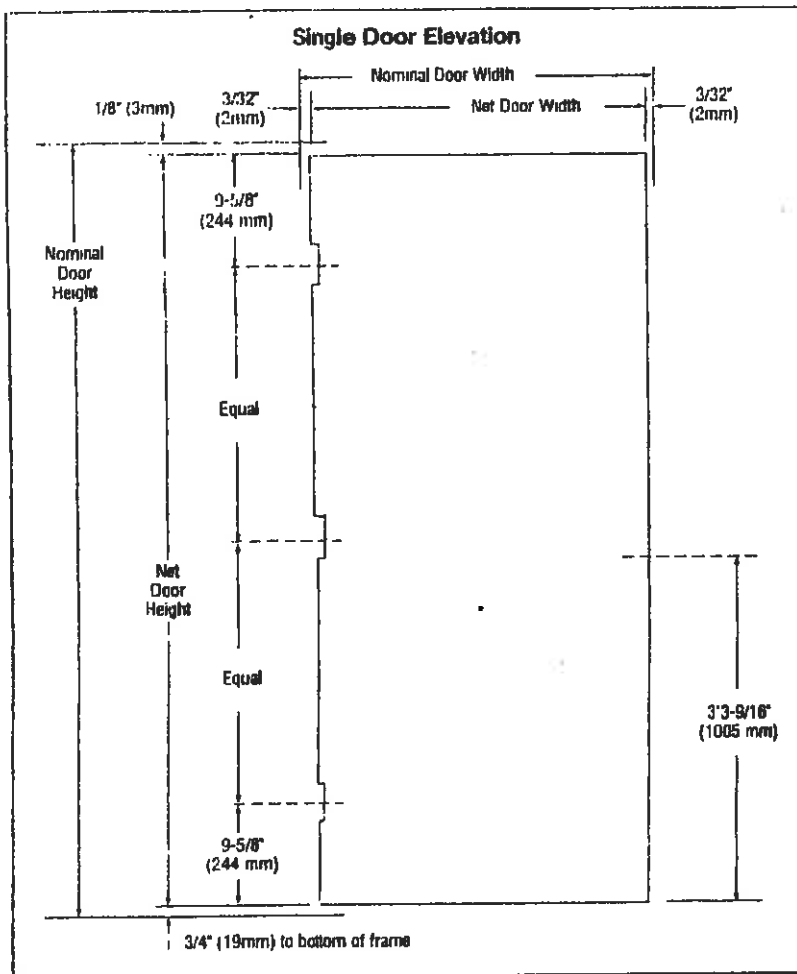 Single Door Elevation
Nominal Door Width
1/8" (3mm)
3/32"
(2mm)
Net Door Width
3/32"
(2mm)
9-5/8"
(244 mm)
Nominal
Door
Height
Equal
Net
Door
Height
Equal
3'3-9/16"
(1005 mm)
9-5/8"
(244 mm)
3/4" (19mm) to bottom of frame